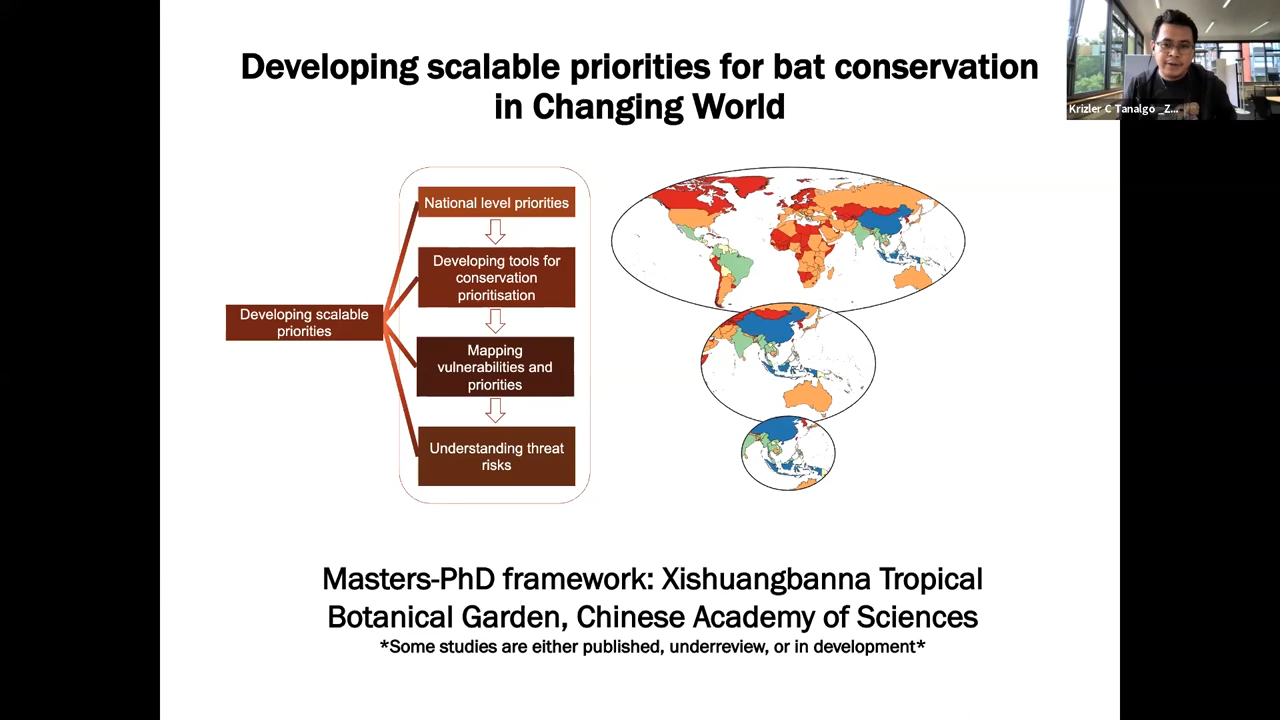 Developing scalable priorities for bat conservation
in Changing World
Krizler C Tanalgo _Z...
National level priorities
Developing tools for
conservation
prioritisation
Developing scalable
priorities
Mapping
vulnerabilities and
priorities
Understanding threat
risks
Masters-PhD framework: Xishuangbanna Tropical
Botanical Garden, Chinese Academy of Sciences
*Some studies are either published, underreview, or in development*